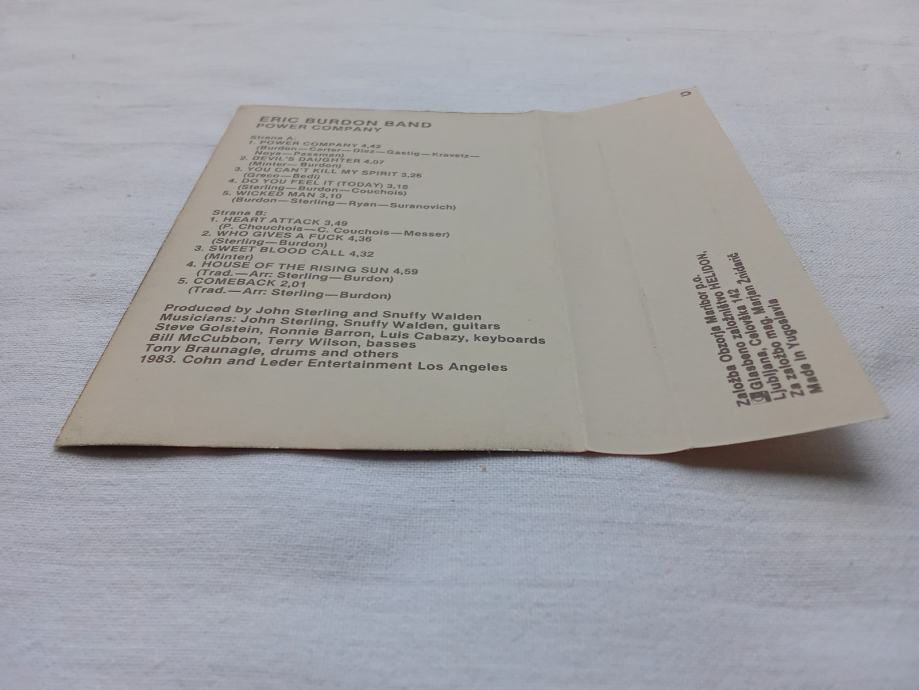 ERIC BURDON BAND
POWER COMPANY
Strana A:
1. POWER COMPANY 4,42
(Burdon—Carter—Diez—Gastig—Kravetz—
Noya—Passman)
2. DEVIL'S DAUGHTER 4,07
(Minter—Burdon)
3. YOU CAN'T KILL MY SPIRIT 3,26
(Greco—Bedi)
4. DO YOU FEEL IT (TODAY) 3,18
(Sterling—Burdon—Couchois)
5. WICKED MAN 3,10
(Burdon—Sterling—Ryan—Suranovich)
Strana B:
1. HEART ATTACK 3,49
(P. Chouchois—C. Couchois—Messer)
2. WHO GIVES A FUCK 4,36
(Sterling—Burdon)
3. SWEET BLOOD CALL 4,32
(Minter)
4. HOUSE OF THE RISING SUN 4,59
(Trad.—Arr: Sterling—Burdon)
5. COMEBACK 2,01
(Trad.—Arr: Sterling—Burdon)
Produced by John Sterling and Snuffy Walden
Musicians: John Sterling, Snuffy Walden, guitars
Steve Golstein, Ronnie Barron, Luis Cabazy, keyboards
Bill McCubbon, Terry Wilson, basses
Tony Braunagle, drums and others
1983. Cohn and Leder Entertainment Los Angeles
Založba Obzorja Maribor p.o.
Glasbeno založništvo HELIDON,
Ljubljana, Celovška 142
Za založbo mag. Marjan Žnidarič
Made in Yugoslavia